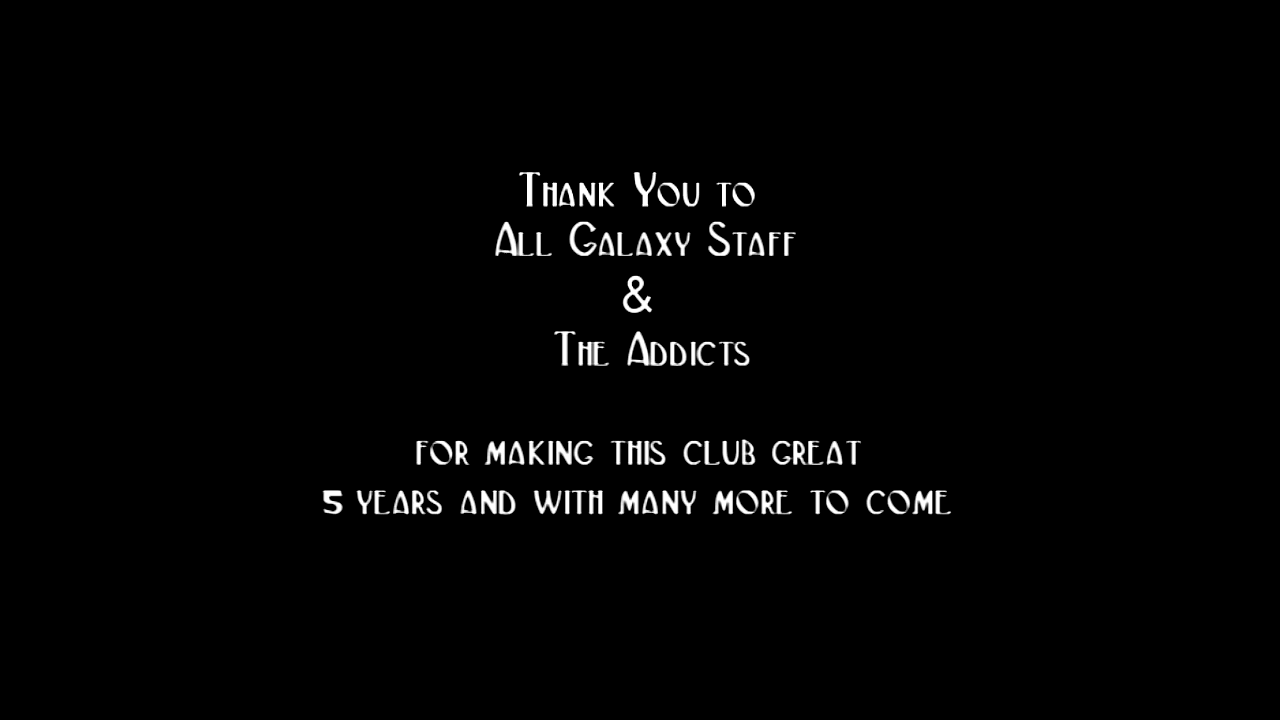 Thank You to
All Galaxy Staff
&
The Addicts
for making this club great
5 years and with many more to come